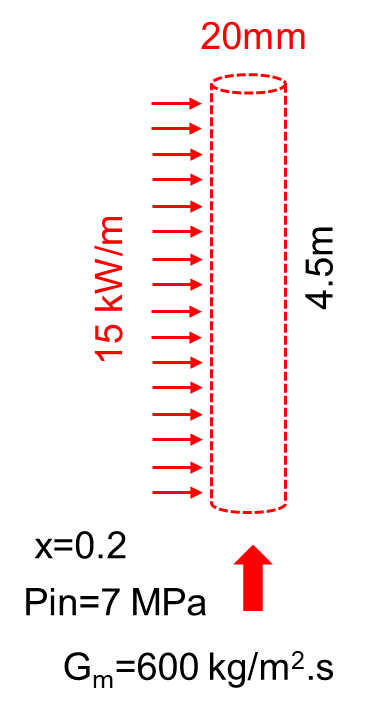 20mm
15 kW/m
4.5m
x=0.2
Pin=7 MPa
Gₘ=600 kg/m².s